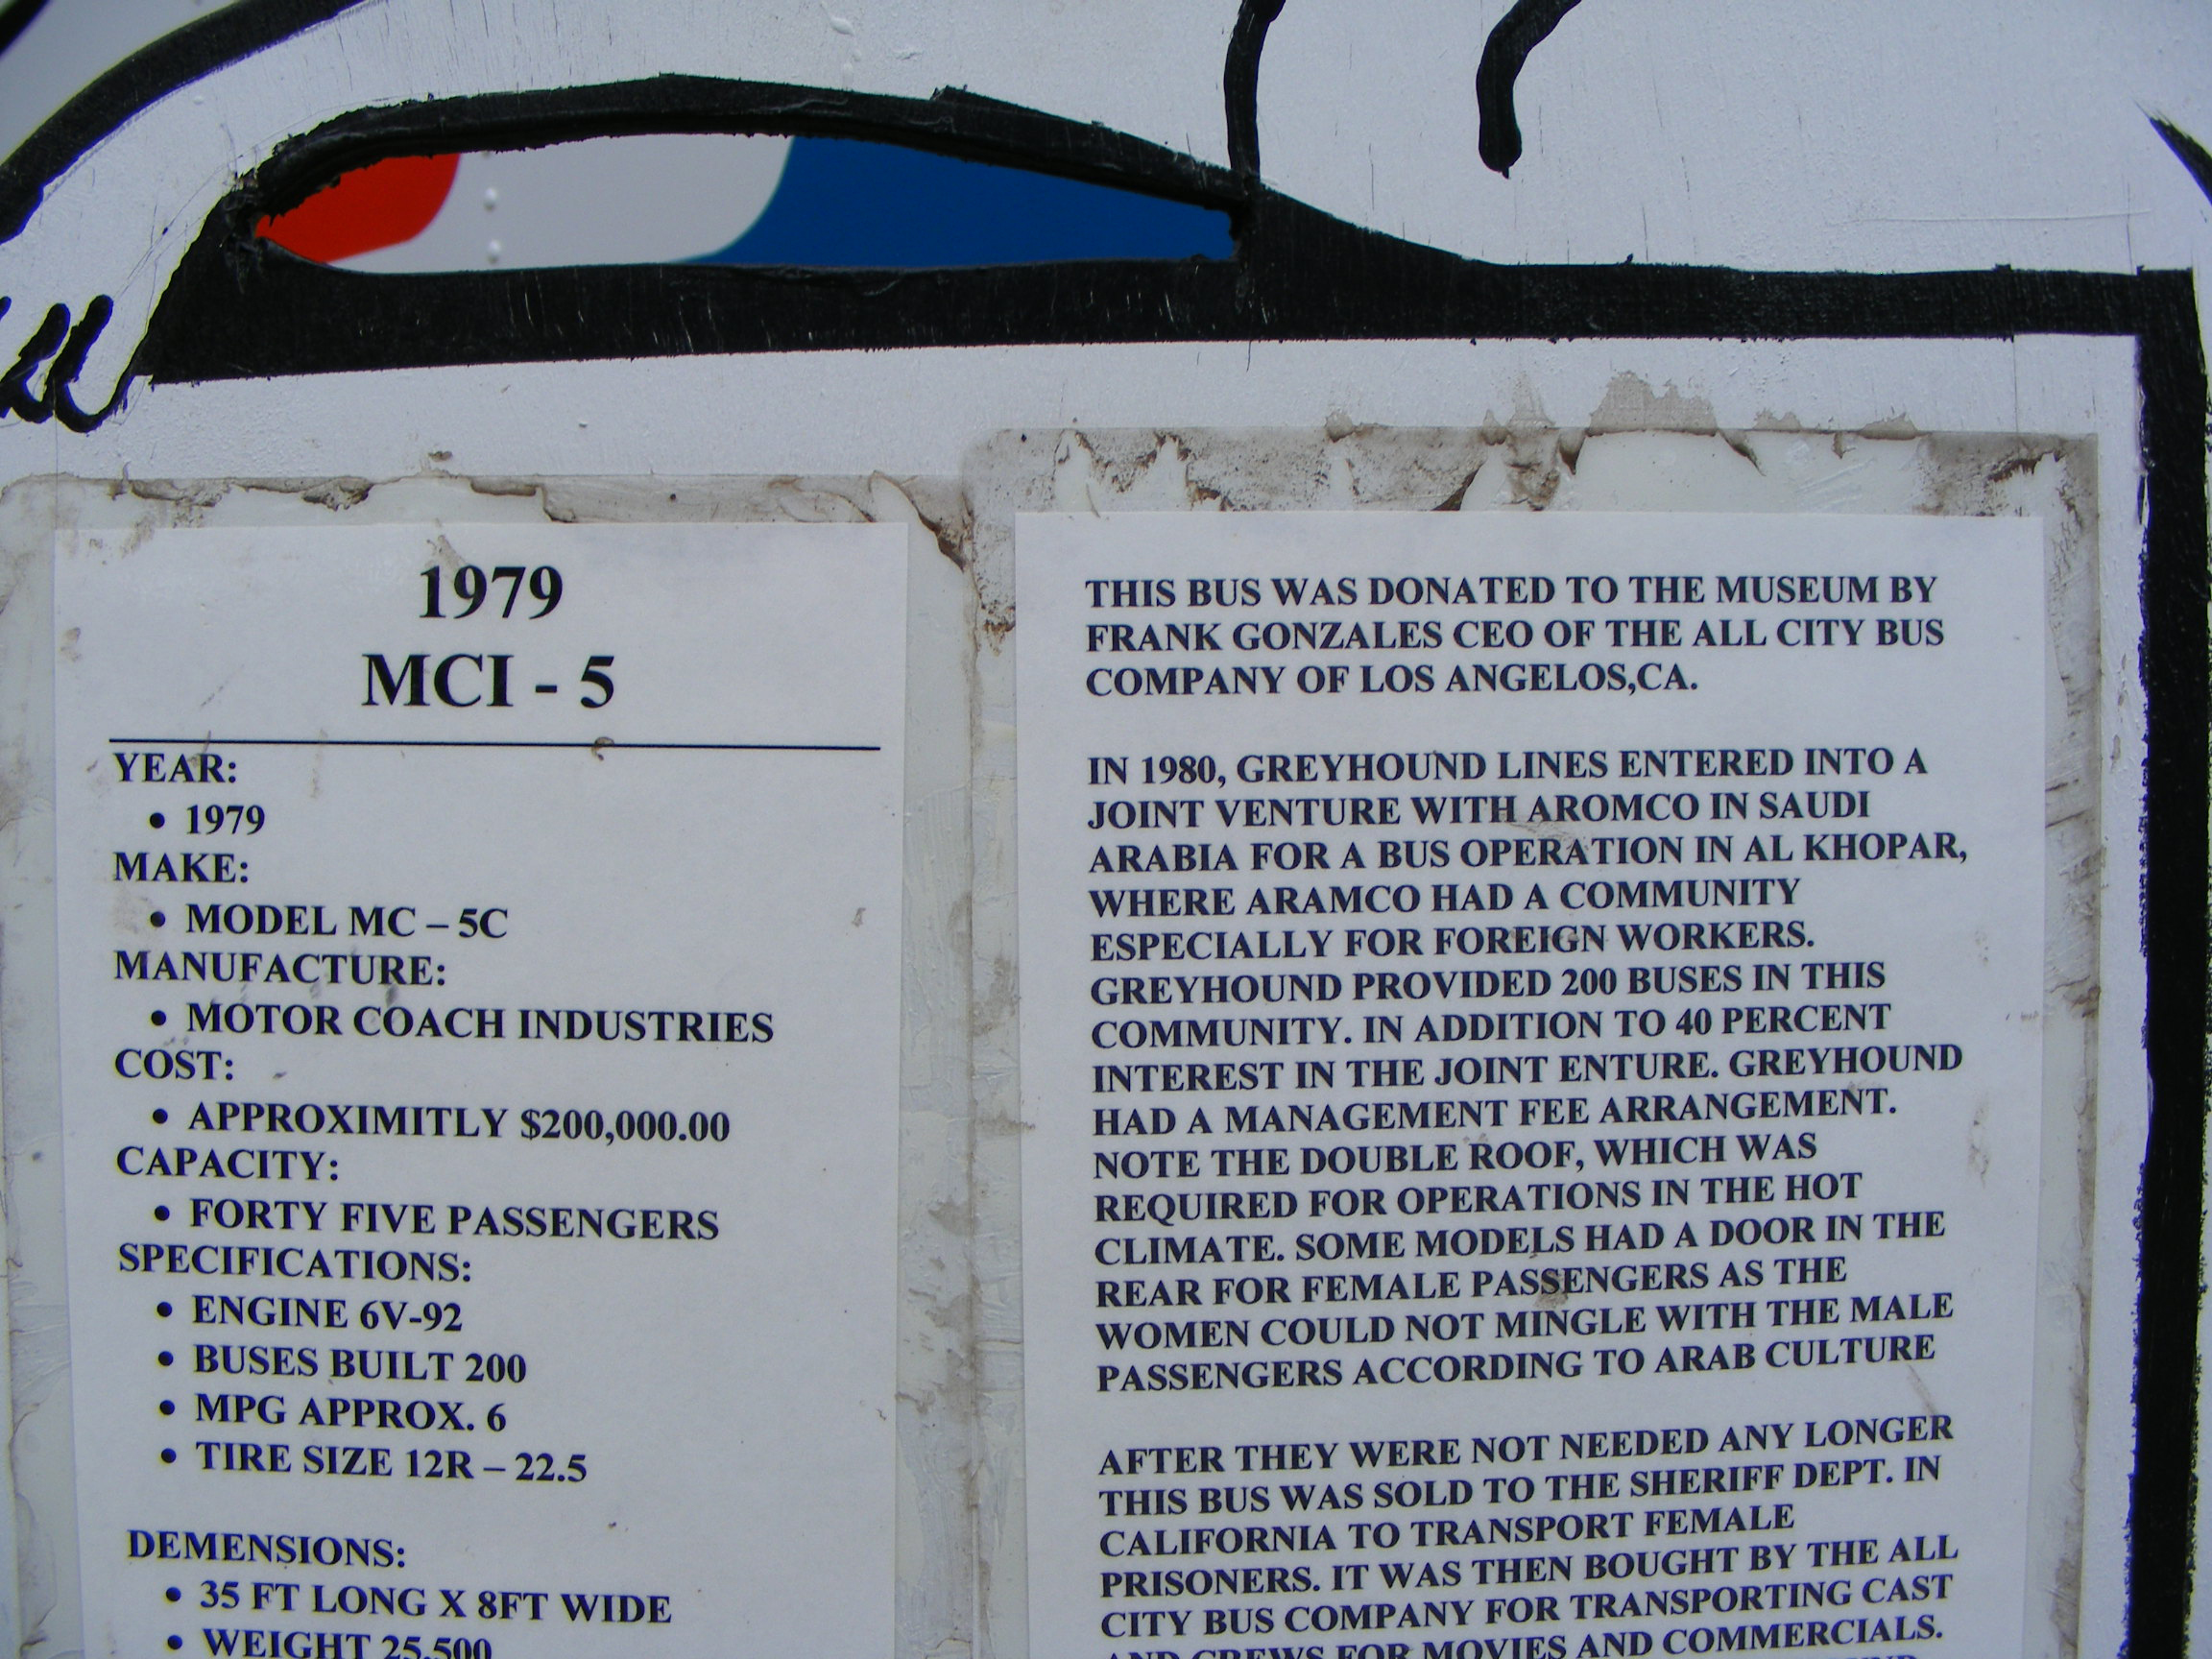 1979
MCI - 5
YEAR:
• 1979
MAKE:
• MODEL MC – 5C
MANUFACTURE:
• MOTOR COACH INDUSTRIES
COST:
• APPROXIMITLY $200,000.00
CAPACITY:
• FORTY FIVE PASSENGERS
SPECIFICATIONS:
• ENGINE 6V-92
• BUSES BUILT 200
• MPG APPROX. 6
• TIRE SIZE 12R – 22.5
DEMENSIONS:
• 35 FT LONG X 8FT WIDE
• WEIGHT 25,500
THIS BUS WAS DONATED TO THE MUSEUM BY
FRANK GONZALES CEO OF THE ALL CITY BUS
COMPANY OF LOS ANGELOS,CA.
IN 1980, GREYHOUND LINES ENTERED INTO A
JOINT VENTURE WITH AROMCO IN SAUDI
ARABIA FOR A BUS OPERATION IN AL KHOPAR,
WHERE ARAMCO HAD A COMMUNITY
ESPECIALLY FOR FOREIGN WORKERS.
GREYHOUND PROVIDED 200 BUSES IN THIS
COMMUNITY. IN ADDITION TO 40 PERCENT
INTEREST IN THE JOINT ENTURE. GREYHOUND
HAD A MANAGEMENT FEE ARRANGEMENT.
NOTE THE DOUBLE ROOF, WHICH WAS
REQUIRED FOR OPERATIONS IN THE HOT
CLIMATE. SOME MODELS HAD A DOOR IN THE
REAR FOR FEMALE PASSENGERS AS THE
WOMEN COULD NOT MINGLE WITH THE MALE
PASSENGERS ACCORDING TO ARAB CULTURE
AFTER THEY WERE NOT NEEDED ANY LONGER
THIS BUS WAS SOLD TO THE SHERIFF DEPT. IN
CALIFORNIA TO TRANSPORT FEMALE
PRISONERS. IT WAS THEN BOUGHT BY THE ALL
CITY BUS COMPANY FOR TRANSPORTING CAST
AND CREWS FOR MOVIES AND COMMERCIALS.